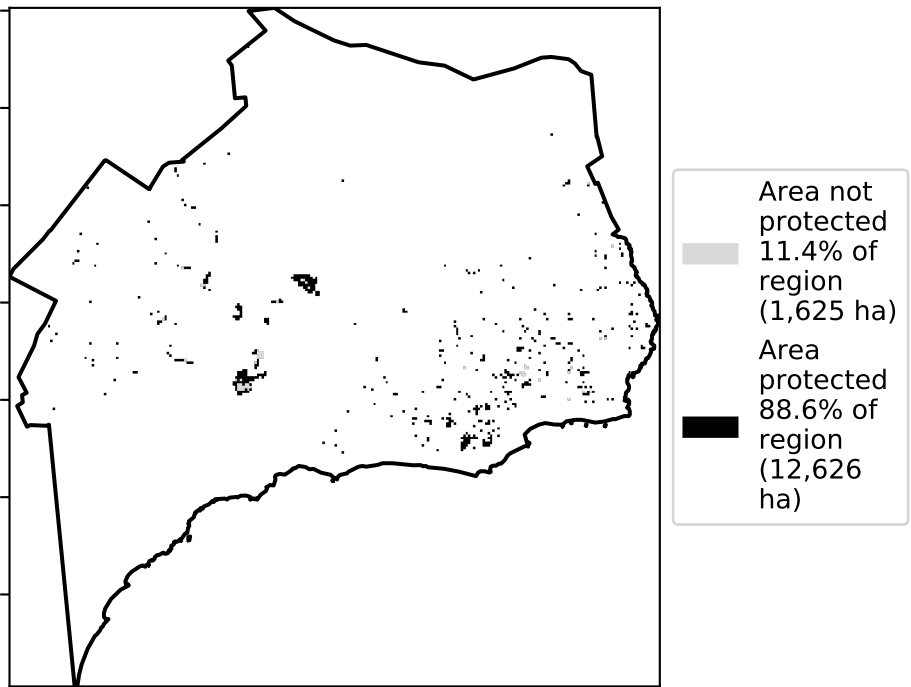 Area not
protected
11.4% of
region
(1,625 ha)
Area
protected
88.6% of
region
(12,626
ha)